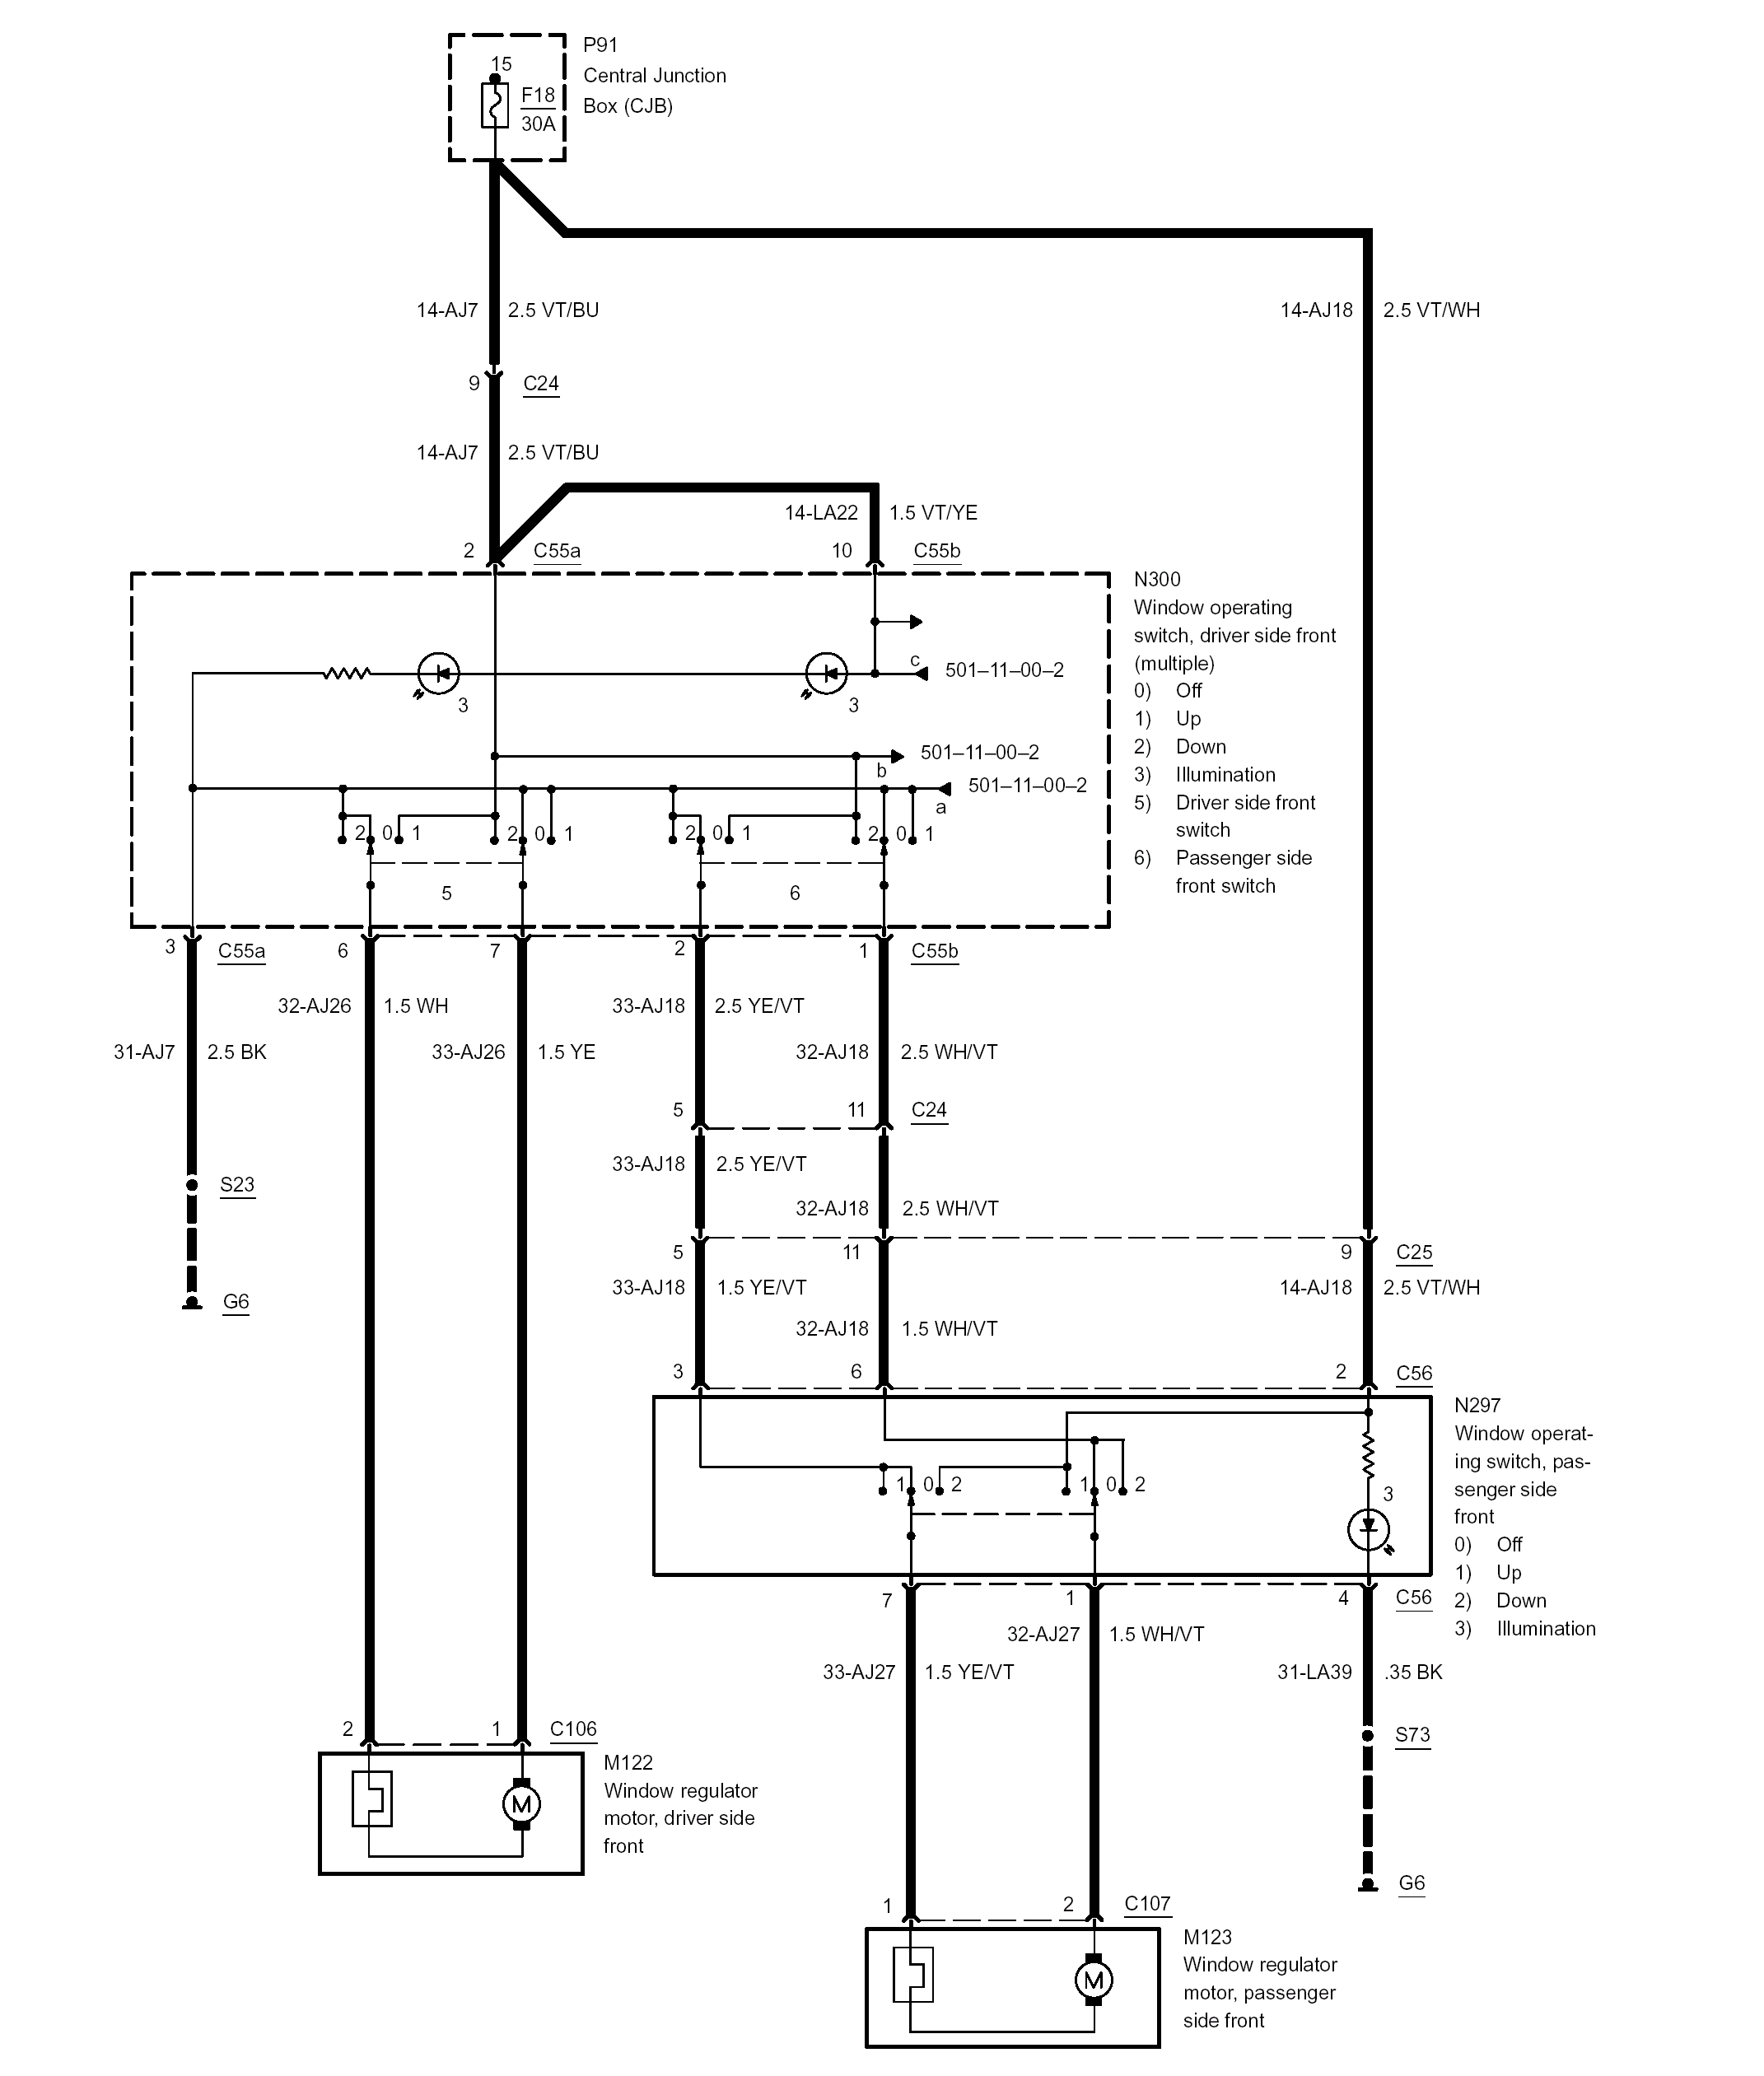 15
F18
30A
P91
Central Junction
Box (CJB)
14-AJ7 2.5 VT/BU
14-AJ18 2.5 VT/WH
9 C24
14-AJ7 2.5 VT/BU
14-LA22 1.5 VT/YE
2 C55a
10 C55b
N300
Window operating
switch, driver side front
(multiple)
0) Off
1) Up
2) Down
3) Illumination
5) Driver side front
switch
6) Passenger side
front switch
c 501–11–00–2
3 3
501–11–00–2
b
501–11–00–2
a
2 0 1 2 0 1 2 0 1 2 0 1
5 6
3 C55a 6 7 2 1 C55b
32-AJ26 1.5 WH
33-AJ18 2.5 YE/VT
31-AJ7 2.5 BK
33-AJ26 1.5 YE
32-AJ18 2.5 WH/VT
5 11 C24
33-AJ18 2.5 YE/VT
S23
32-AJ18 2.5 WH/VT
5 11 9 C25
33-AJ18 1.5 YE/VT
14-AJ18 2.5 VT/WH
G6
32-AJ18 1.5 WH/VT
3 6 2 C56
N297
Window operat-
ing switch, pas-
senger side
front
0) Off
1) Up
2) Down
3) Illumination
1 0 2 1 0 2
3
7 1 4 C56
32-AJ27 1.5 WH/VT
33-AJ27 1.5 YE/VT
31-LA39 .35 BK
2 1 C106
S73
M122
Window regulator
motor, driver side
front
M
G6
1 2 C107
M123
Window regulator
motor, passenger
side front
M